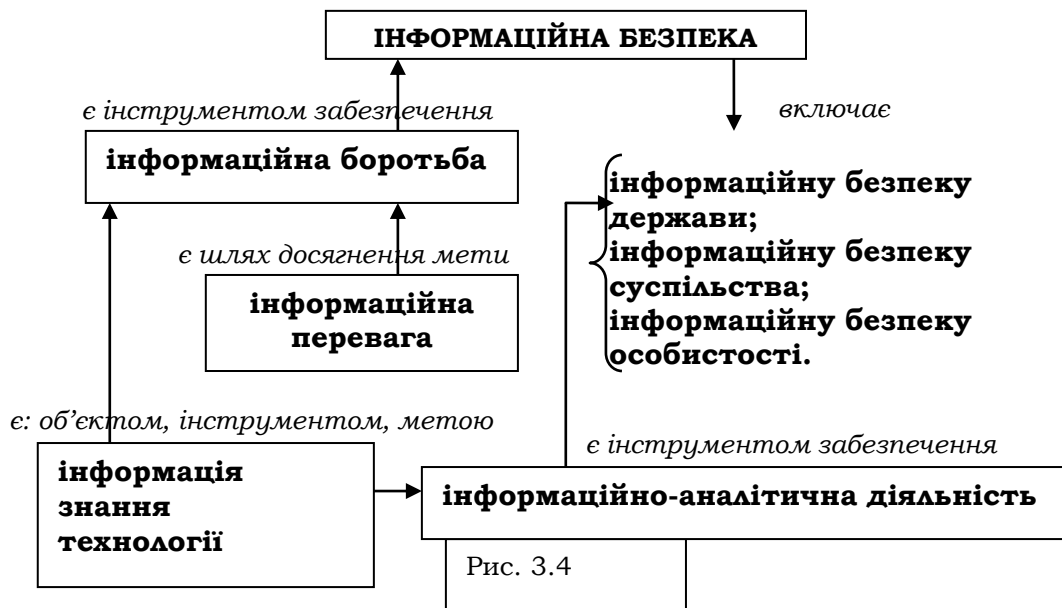 ІНФОРМАЦІЙНА БЕЗПЕКА
є інструментом забезпечення
включає
інформаційна боротьба
інформаційну безпеку
держави;
інформаційну безпеку
суспільства;
інформаційну безпеку
особистості.
є шлях досягнення мети
інформаційна
перевага
є: об’єктом, інструментом, метою
інформація
знання
технології
є інструментом забезпечення
інформаційно-аналітична діяльність
Рис. 3.4